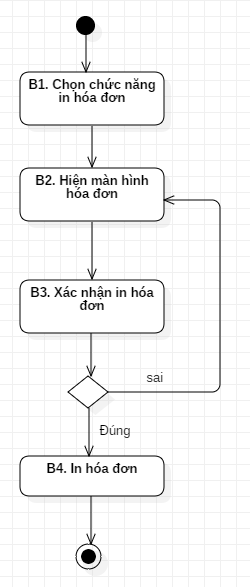 B1. Chọn chức năng
in hóa đơn
B2. Hiện màn hình
hóa đơn
B3. Xác nhận in hóa
đơn
sai
Đúng
B4. In hóa đơn